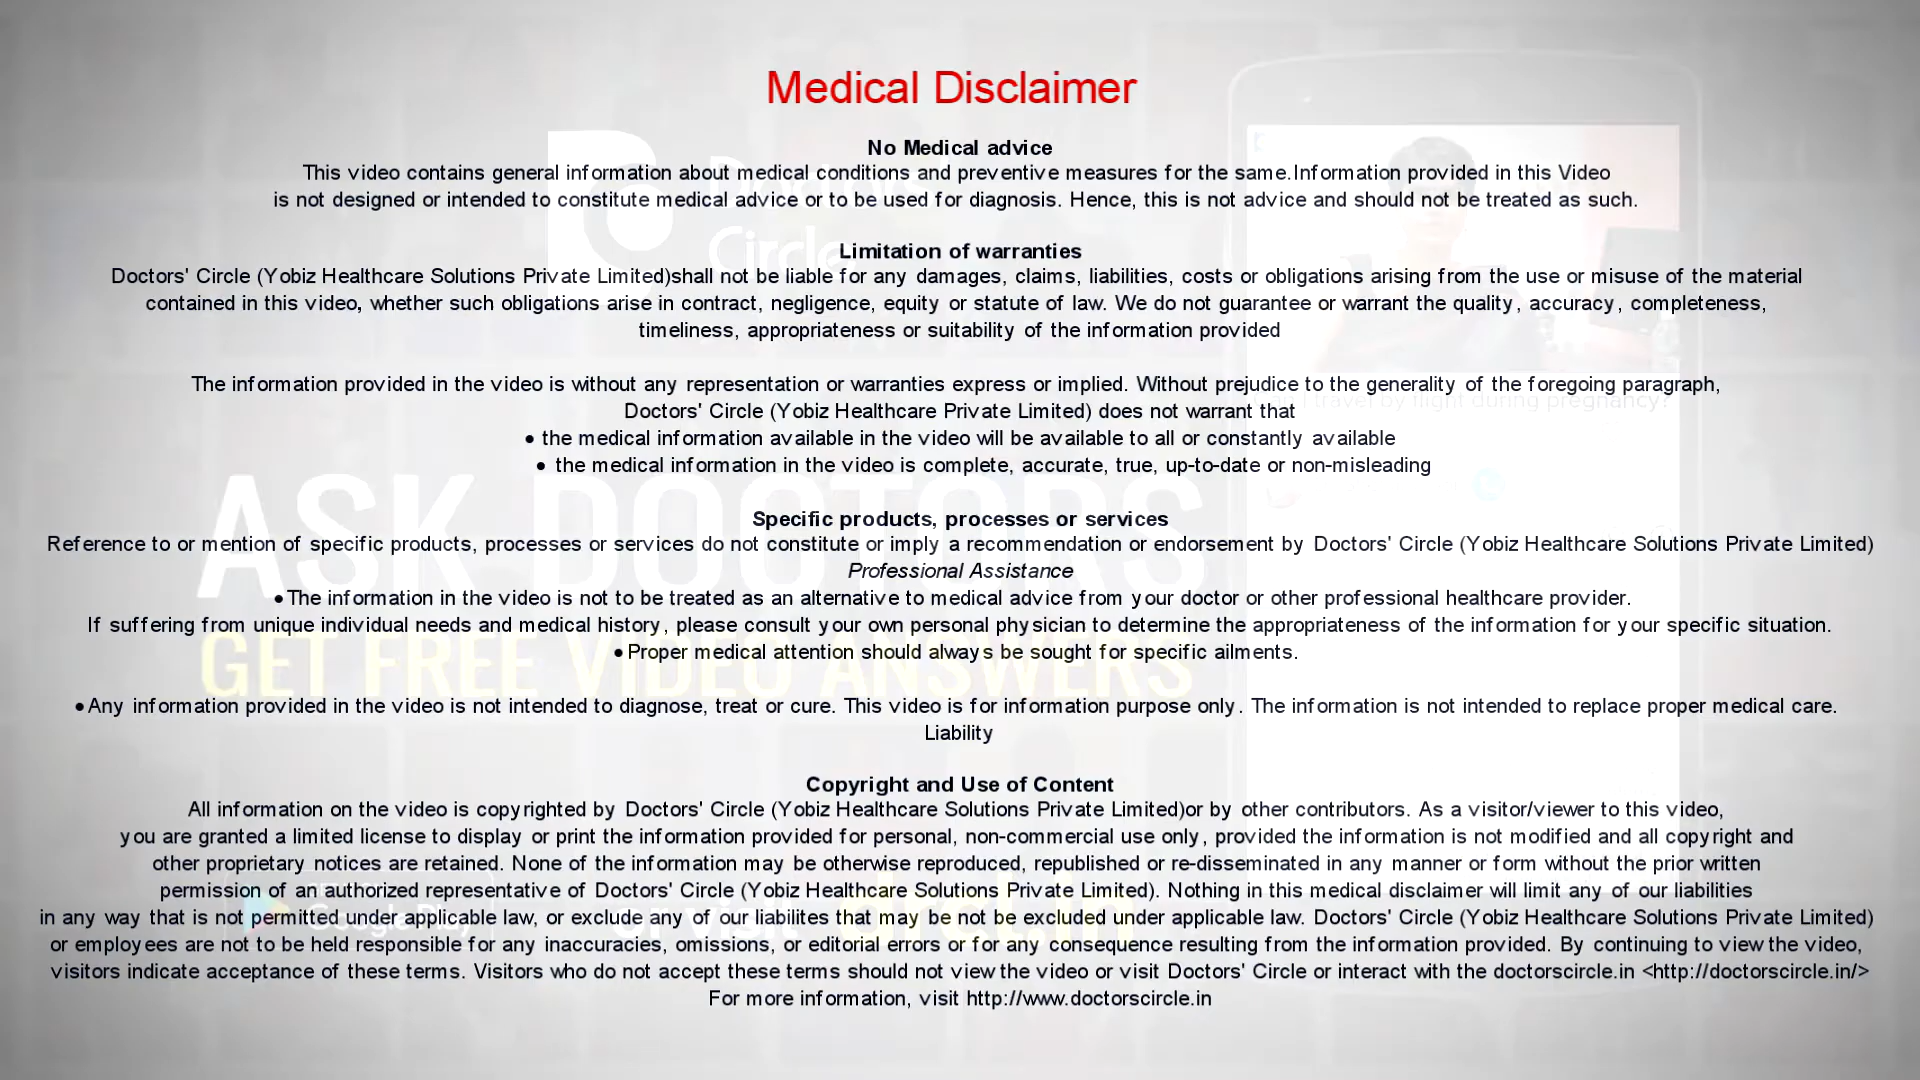 Medical Disclaimer
No Medical advice
This video contains general information about medical conditions and preventive measures for the same.Information provided in this Video
is not designed or intended to constitute medical advice or to be used for diagnosis. Hence, this is not advice and should not be treated as such.
Limitation of warranties
Doctors' Circle (Yobiz Healthcare Solutions Private Limited)shall not be liable for any damages, claims, liabilities, costs or obligations arising from the use or misuse of the material
contained in this video, whether such obligations arise in contract, negligence, equity or statute of law. We do not guarantee or warrant the quality, accuracy, completeness,
timeliness, appropriateness or suitability of the information provided
The information provided in the video is without any representation or warranties express or implied. Without prejudice to the generality of the foregoing paragraph,
Doctors' Circle (Yobiz Healthcare Private Limited) does not warrant that
• the medical information available in the video will be available to all or constantly available
• the medical information in the video is complete, accurate, true, up-to-date or non-misleading
Specific products, processes or services
Reference to or mention of specific products, processes or services do not constitute or imply a recommendation or endorsement by Doctors' Circle (Yobiz Healthcare Solutions Private Limited)
Professional Assistance
•The information in the video is not to be treated as an alternative to medical advice from your doctor or other professional healthcare provider.
If suffering from unique individual needs and medical history, please consult your own personal physician to determine the appropriateness of the information for your specific situation.
•Proper medical attention should always be sought for specific ailments.
•Any information provided in the video is not intended to diagnose, treat or cure. This video is for information purpose only. The information is not intended to replace proper medical care.
Liability
Copyright and Use of Content
All information on the video is copyrighted by Doctors' Circle (Yobiz Healthcare Solutions Private Limited)or by other contributors. As a visitor/viewer to this video,
you are granted a limited license to display or print the information provided for personal, non-commercial use only, provided the information is not modified and all copyright and
other proprietary notices are retained. None of the information may be otherwise reproduced, republished or re-disseminated in any manner or form without the prior written
permission of an authorized representative of Doctors' Circle (Yobiz Healthcare Solutions Private Limited). Nothing in this medical disclaimer will limit any of our liabilities
in any way that is not permitted under applicable law, or exclude any of our liabilites that may be not be excluded under applicable law. Doctors' Circle (Yobiz Healthcare Solutions Private Limited)
or employees are not to be held responsible for any inaccuracies, omissions, or editorial errors or for any consequence resulting from the information provided. By continuing to view the video,
visitors indicate acceptance of these terms. Visitors who do not accept these terms should not view the video or visit Doctors' Circle or interact with the doctorscircle.in <http://doctorscircle.in/>
For more information, visit http://www.doctorscircle.in
Doctors'
Circle
Can I travel by flight during pregnancy?
ASK DOCTORS
GET FREE VIDEO ANSWERS
Google Play
or visit drcl.in